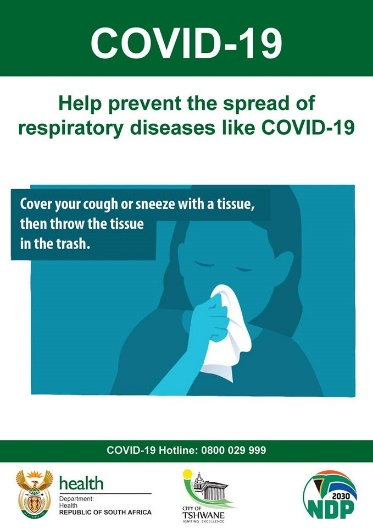 COVID-19
Help prevent the spread of
respiratory diseases like COVID-19
Cover your cough or sneeze with a tissue,
then throw the tissue
in the trash.
COVID-19 Hotline: 0800 029 999
health
Department:
Health
REPUBLIC OF SOUTH AFRICA
CITY OF
TSHWANE
IGNITING EXCELLENCE
2030
NDP